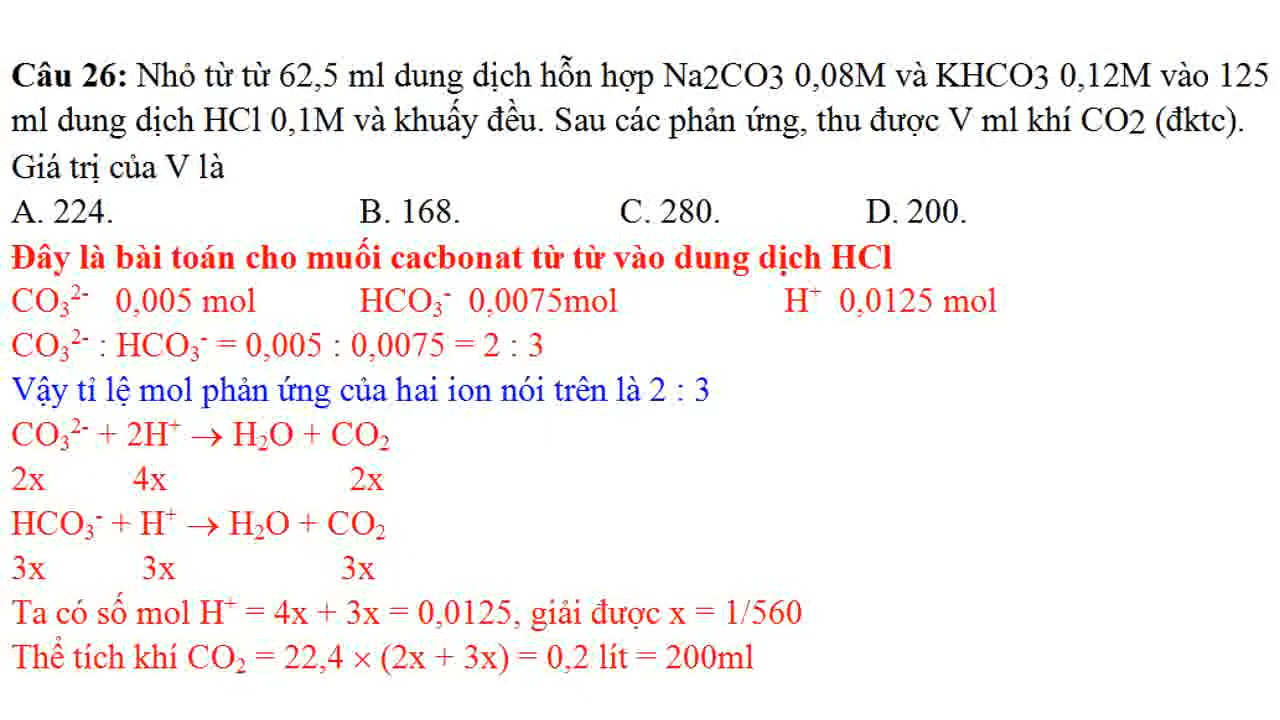 Câu 26: Nhỏ từ từ 62,5 ml dung dịch hỗn hợp Na2CO3 0,08M và KHCO3 0,12M vào 125
ml dung dịch HCl 0,1M và khuấy đều. Sau các phản ứng, thu được V ml khí CO2 (đktc).
Giá trị của V là
A. 224. B. 168. C. 280. D. 200.
Đây là bài toán cho muối cacbonat từ từ vào dung dịch HCl
CO₃²⁻ 0,005 mol HCO₃⁻ 0,0075mol H⁺ 0,0125 mol
CO₃²⁻ : HCO₃⁻ = 0,005 : 0,0075 = 2 : 3
Vậy tỉ lệ mol phản ứng của hai ion nói trên là 2 : 3
CO₃²⁻ + 2H⁺ → H₂O + CO₂
2x 4x 2x
HCO₃⁻ + H⁺ → H₂O + CO₂
3x 3x 3x
Ta có số mol H⁺ = 4x + 3x = 0,0125, giải được x = 1/560
Thể tích khí CO₂ = 22,4 × (2x + 3x) = 0,2 lít = 200ml